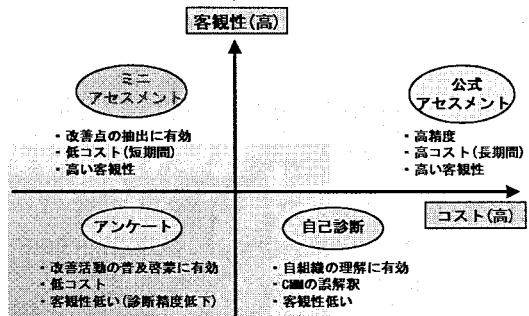 客観性(高)
ミニ
アセスメント
・改善点の抽出に有効
・低コスト(短期間)
・高い客観性
公式
アセスメント
・高精度
・高コスト(長期間)
・高い客観性
コスト(高)
アンケート
・改善活動の普及啓蒙に有効
・低コスト
・客観性低い(診断精度低下)
自己診断
・自組織の理解に有効
・CMMの誤解釈
・客観性低い